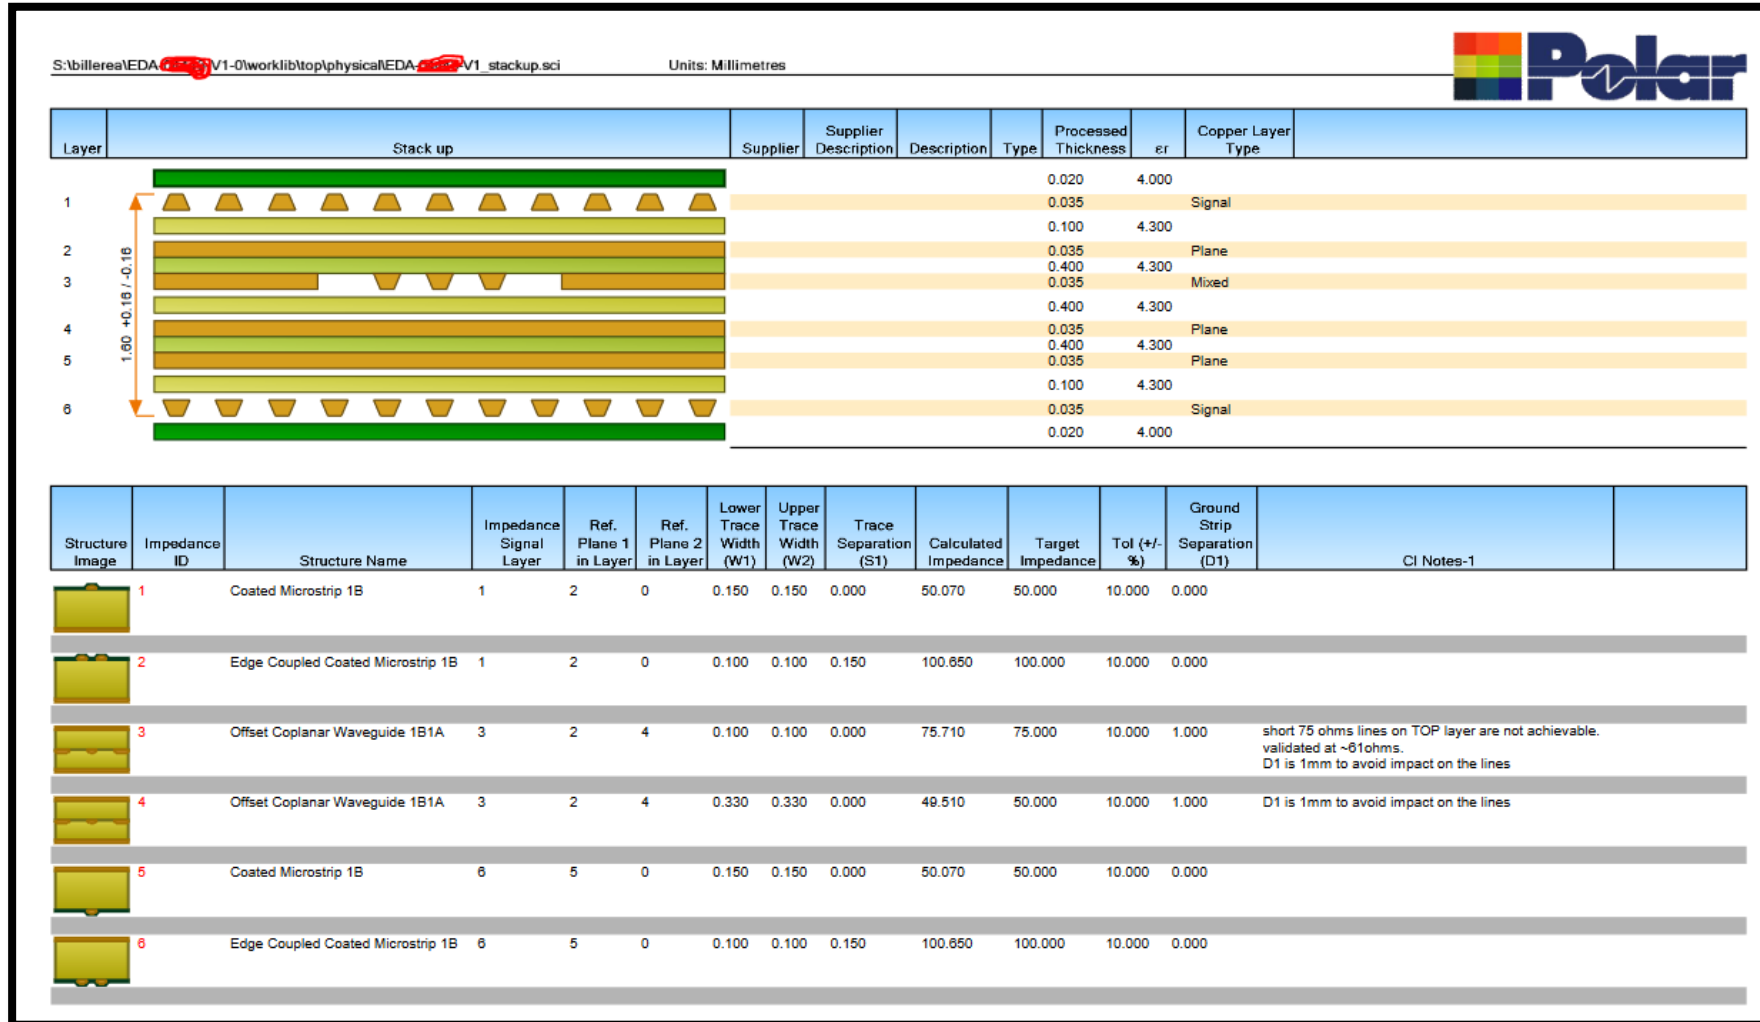 S:\billerea\EDA- V1-0\worklib\top\physical\EDA- V1_stackup.sci Units: Millimetres
Polar
Layer Stack up Supplier Supplier Description Description Type Processed Thickness εr Copper Layer Type
0.020 4.000
1 0.035 Signal
0.100 4.300
2 0.035 Plane
0.400 4.300
3 0.035 Mixed
0.400 4.300
4 0.035 Plane
0.400 4.300
5 0.035 Plane
0.100 4.300
6 0.035 Signal
0.020 4.000
1.60 +0.16 / -0.16
Structure Image Impedance ID Structure Name Impedance Signal Layer Ref. Plane 1 in Layer Ref. Plane 2 in Layer Lower Trace Width (W1) Upper Trace Width (W2) Trace Separation (S1) Calculated Impedance Target Impedance Tol (+/- %) Ground Strip Separation (D1) CI Notes-1
1 Coated Microstrip 1B 1 2 0 0.150 0.150 0.000 50.070 50.000 10.000 0.000
2 Edge Coupled Coated Microstrip 1B 1 2 0 0.100 0.100 0.150 100.650 100.000 10.000 0.000
3 Offset Coplanar Waveguide 1B1A 3 2 4 0.100 0.100 0.000 75.710 75.000 10.000 1.000 short 75 ohms lines on TOP layer are not achievable.
validated at ~61ohms.
D1 is 1mm to avoid impact on the lines
4 Offset Coplanar Waveguide 1B1A 3 2 4 0.330 0.330 0.000 49.510 50.000 10.000 1.000 D1 is 1mm to avoid impact on the lines
5 Coated Microstrip 1B 6 5 0 0.150 0.150 0.000 50.070 50.000 10.000 0.000
6 Edge Coupled Coated Microstrip 1B 6 5 0 0.100 0.100 0.150 100.650 100.000 10.000 0.000